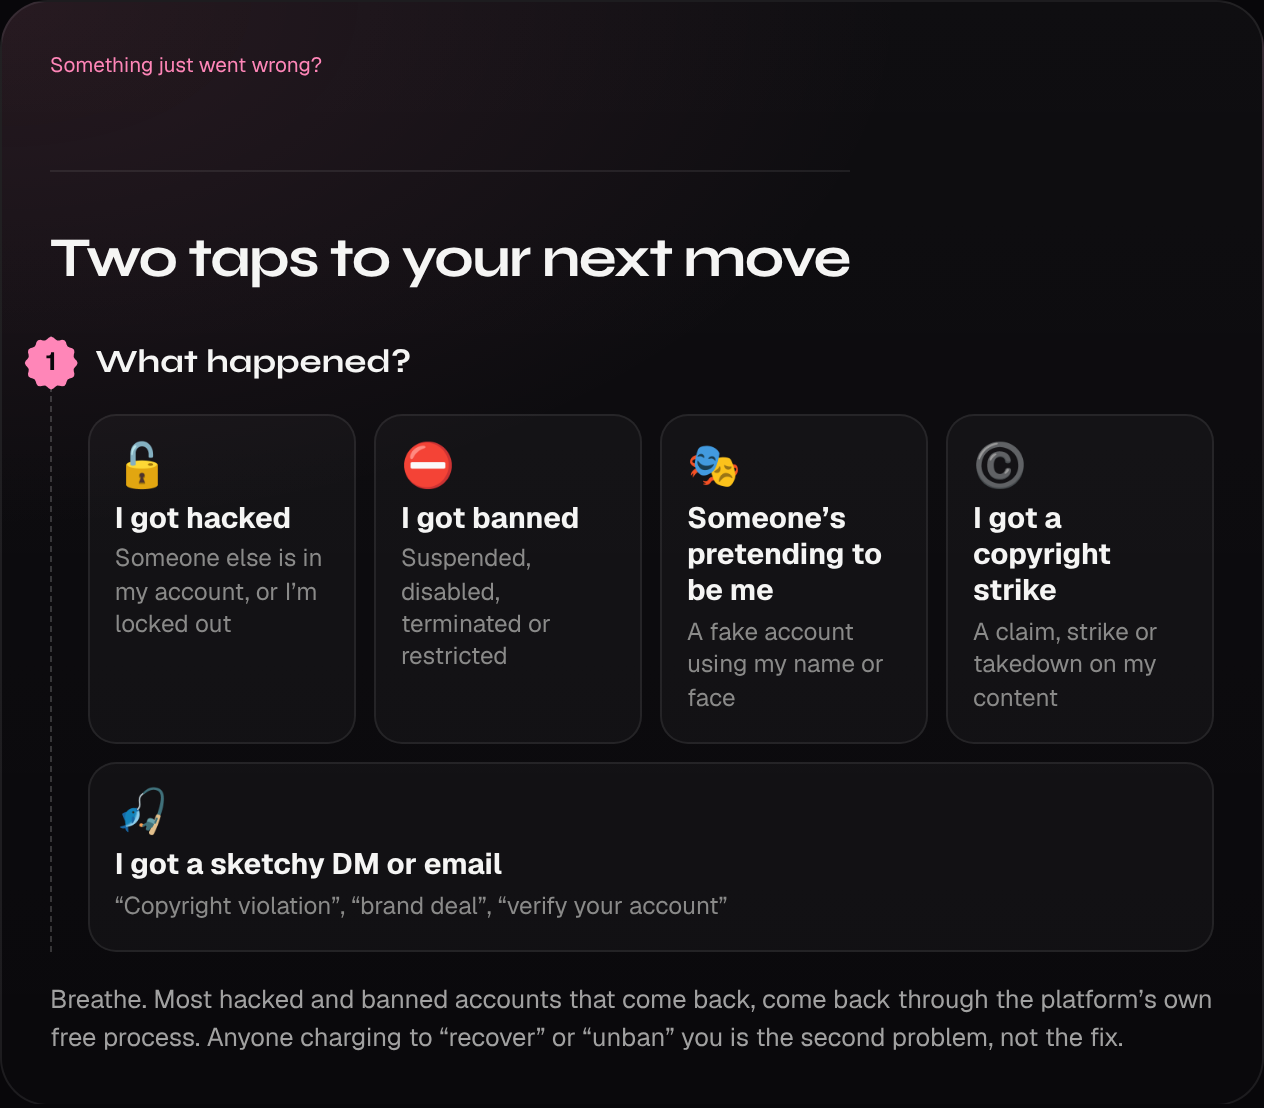 Something just went wrong?
Two taps to your next move
1
What happened?
I got hacked
Someone else is in
my account, or I’m
locked out
I got banned
Suspended,
disabled,
terminated or
restricted
Someone’s
pretending to
be me
A fake account
using my name or
face
©
I got a
copyright
strike
A claim, strike or
takedown on my
content
I got a sketchy DM or email
“Copyright violation”, “brand deal”, “verify your account”
Breathe. Most hacked and banned accounts that come back, come back through the platform’s own
free process. Anyone charging to “recover” or “unban” you is the second problem, not the fix.